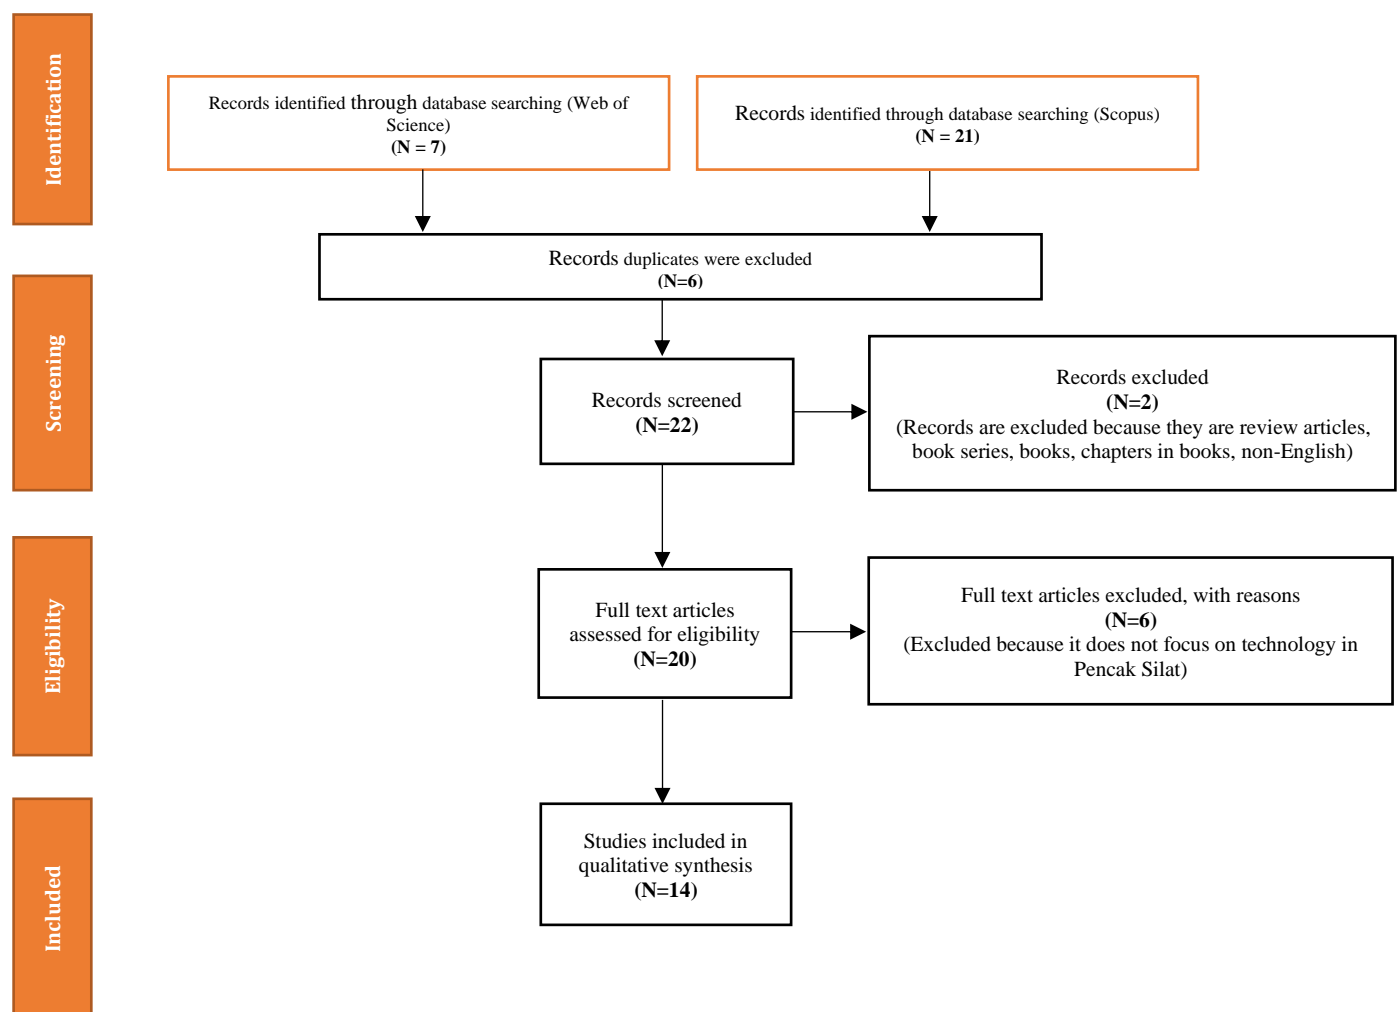 Identification
Records identified through database searching (Web of
Science)
(N = 7)
Records identified through database searching (Scopus)
(N = 21)
Records duplicates were excluded
(N=6)
Screening
Records screened
(N=22)
Records excluded
(N=2)
(Records are excluded because they are review articles,
book series, books, chapters in books, non-English)
Eligibility
Full text articles
assessed for eligibility
(N=20)
Full text articles excluded, with reasons
(N=6)
(Excluded because it does not focus on technology in
Pencak Silat)
Included
Studies included in
qualitative synthesis
(N=14)